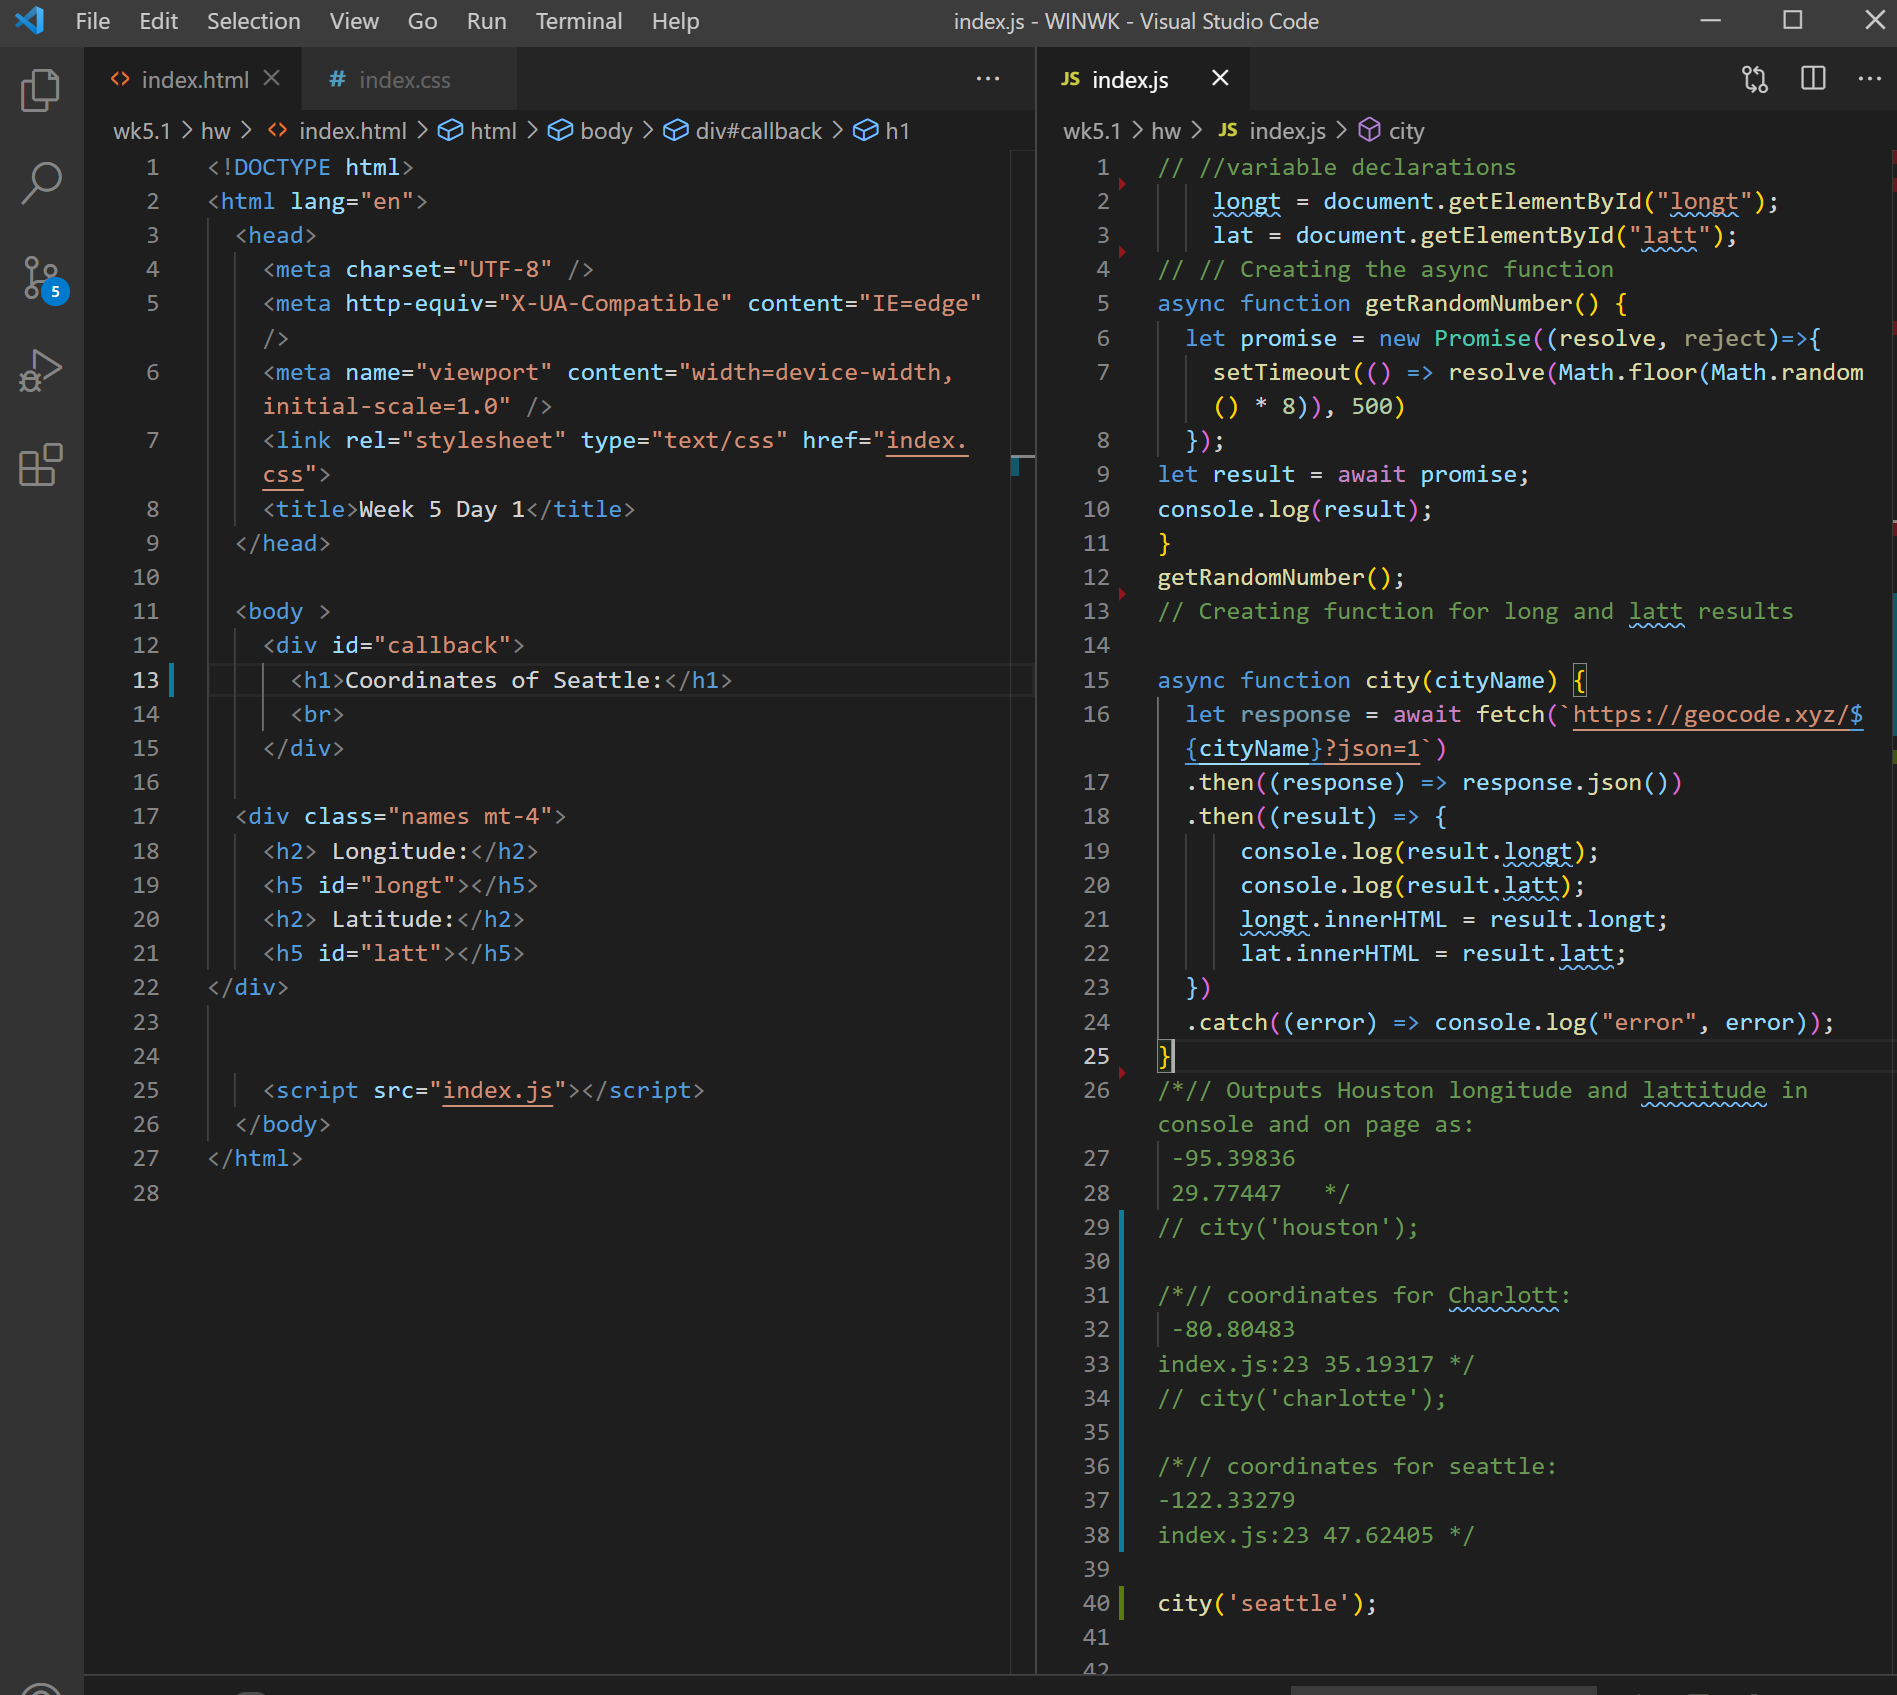 File Edit Selection View Go Run Terminal Help index.js - WINWK - Visual Studio Code
index.html
# index.css
wk5.1 > hw > index.html > html > body > div#callback > h1
1 <!DOCTYPE html>
2 <html lang="en">
3 <head>
4 <meta charset="UTF-8" />
5 <meta http-equiv="X-UA-Compatible" content="IE=edge"
/>
6 <meta name="viewport" content="width=device-width,
initial-scale=1.0" />
7 <link rel="stylesheet" type="text/css" href="index.
css">
8 <title>Week 5 Day 1</title>
9 </head>
10
11 <body >
12 <div id="callback">
13 <h1>Coordinates of Seattle:</h1>
14 <br>
15 </div>
16
17 <div class="names mt-4">
18 <h2> Longitude:</h2>
19 <h5 id="longt"></h5>
20 <h2> Latitude:</h2>
21 <h5 id="latt"></h5>
22 </div>
23
24
25 <script src="index.js"></script>
26 </body>
27 </html>
28
5
JS index.js
wk5.1 > hw > JS index.js > city
1 // //variable declarations
2 longt = document.getElementById("longt");
3 lat = document.getElementById("latt");
4 // // Creating the async function
5 async function getRandomNumber() {
6 let promise = new Promise((resolve, reject)=>{
7 setTimeout(() => resolve(Math.floor(Math.random
() * 8)), 500)
8 });
9 let result = await promise;
10 console.log(result);
11 }
12 getRandomNumber();
13 // Creating function for long and latt results
14
15 async function city(cityName) {
16 let response = await fetch(`https://geocode.xyz/$
{cityName}?json=1`)
17 .then((response) => response.json())
18 .then((result) => {
19 console.log(result.longt);
20 console.log(result.latt);
21 longt.innerHTML = result.longt;
22 lat.innerHTML = result.latt;
23 })
24 .catch((error) => console.log("error", error));
25 }
26 /*// Outputs Houston longitude and lattitude in
console and on page as:
27 -95.39836
28 29.77447 */
29 // city('houston');
30
31 /*// coordinates for Charlott:
32 -80.80483
33 index.js:23 35.19317 */
34 // city('charlotte');
35
36 /*// coordinates for seattle:
37 -122.33279
38 index.js:23 47.62405 */
39
40 city('seattle');
41
42